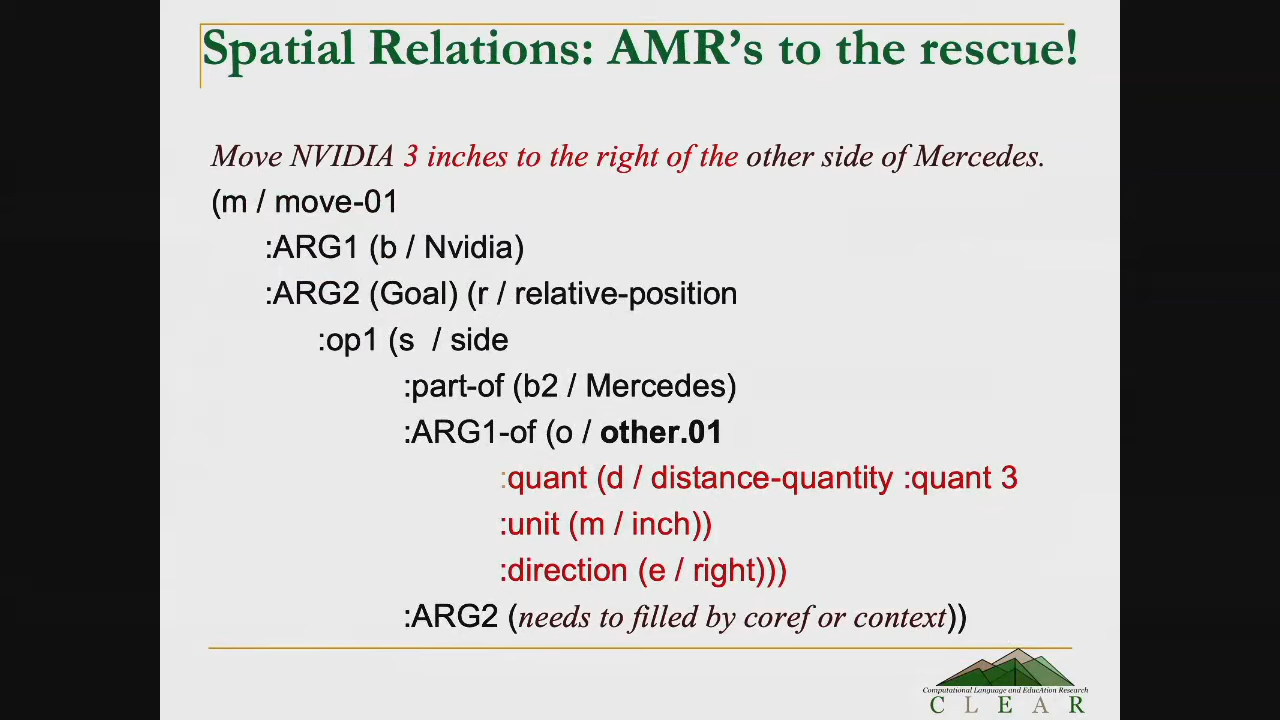 Spatial Relations: AMR's to the rescue!
Move NVIDIA 3 inches to the right of the other side of Mercedes.
(m / move-01
:ARG1 (b / Nvidia)
:ARG2 (Goal) (r / relative-position
:op1 (s / side
:part-of (b2 / Mercedes)
:ARG1-of (o / other.01
:quant (d / distance-quantity :quant 3
:unit (m / inch))
:direction (e / right)))
:ARG2 (needs to filled by coref or context))
Computational Language and EducAtion Research
C L E A R